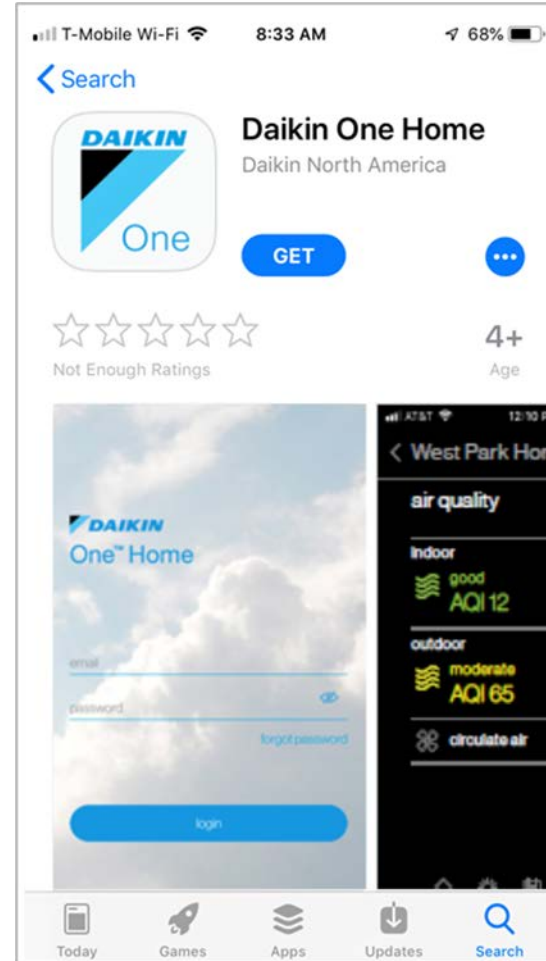 T-Mobile Wi-Fi 8:33 AM 68%
Search
DAIKIN
One
Daikin One Home
Daikin North America
GET
Not Enough Ratings
4+
Age
DAIKIN
One™ Home
email
password
forgot password
login
AT&T 12:10 P
West Park Hor
air quality
Indoor
good
AQI 12
outdoor
moderate
AQI 65
circulate air
Today Games Apps Updates Search